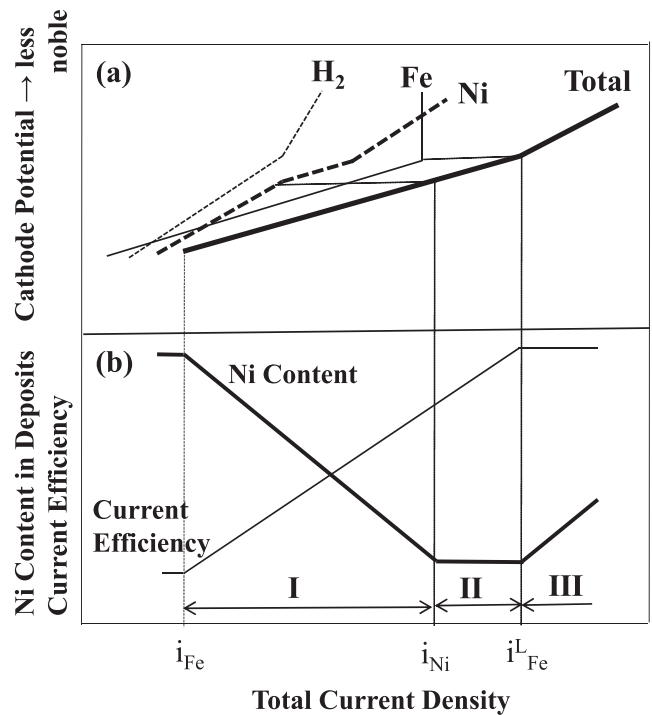 Cathode Potential → less
noble
(a)
H2
Fe
Ni
Total
Ni Content in Deposits
Current Efficiency
(b)
Ni Content
Current
Efficiency
I
II
III
iFe
iNi
iLFe
Total Current Density